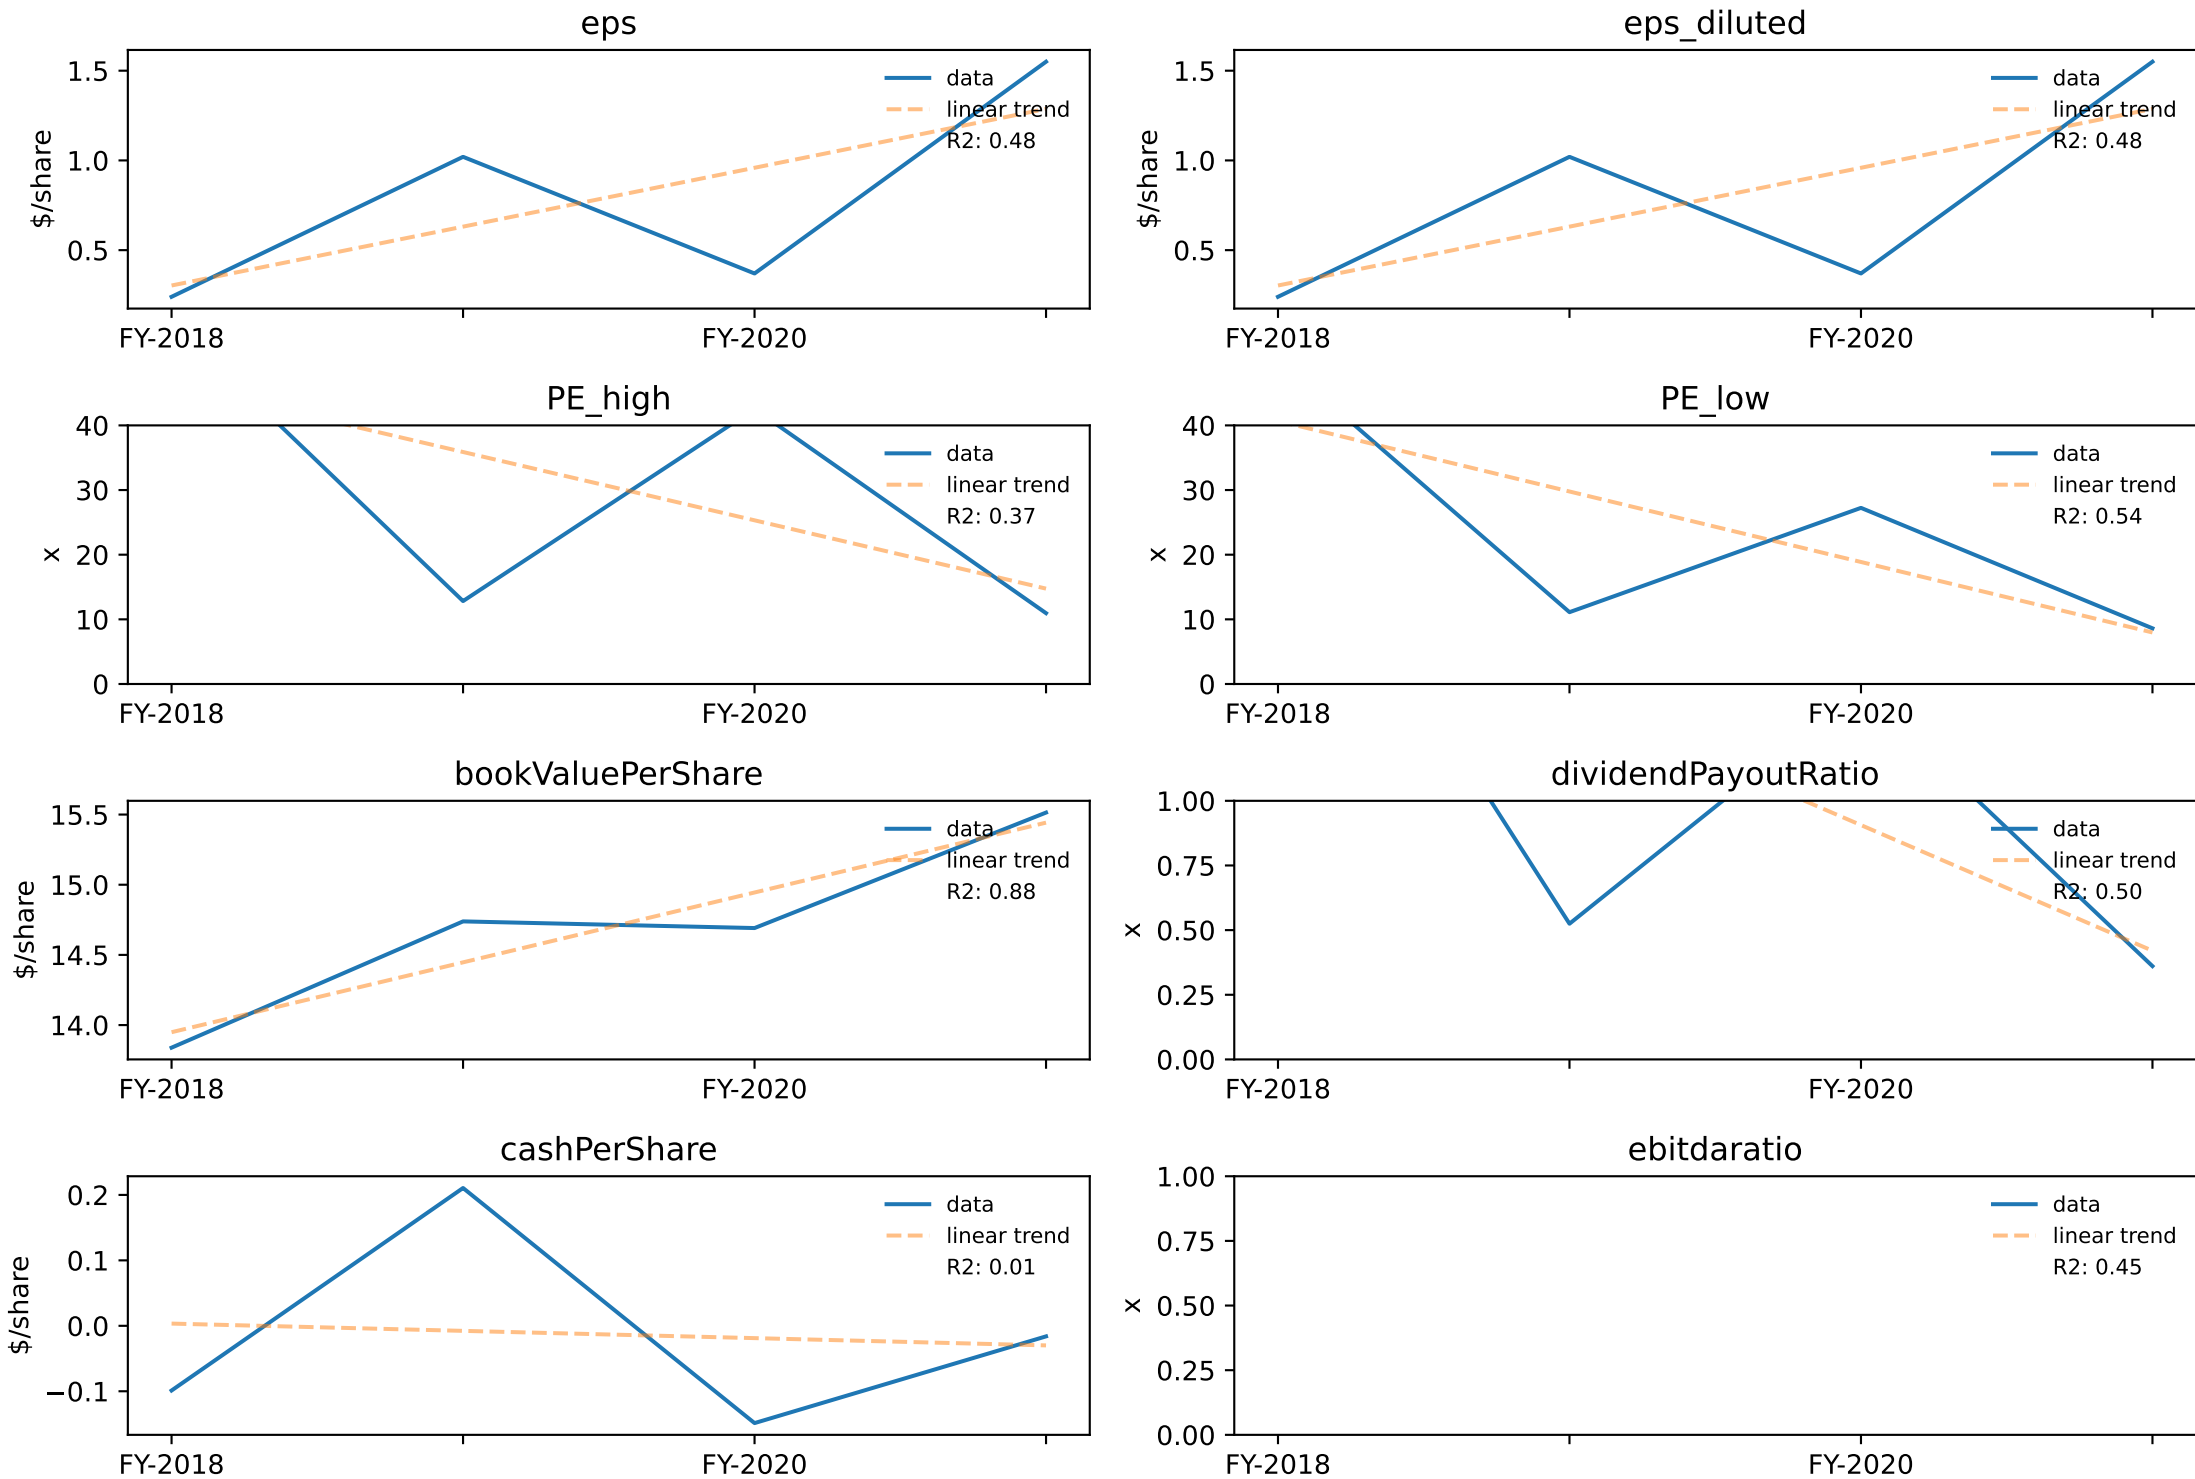 eps
1.5
1.0
0.5
$/share
data
linear trend
R2: 0.48
FY-2018
FY-2020
eps_diluted
1.5
1.0
0.5
$/share
data
linear trend
R2: 0.48
FY-2018
FY-2020
PE_high
40
30
20
10
0
x
data
linear trend
R2: 0.37
FY-2018
FY-2020
PE_low
40
30
20
10
0
x
data
linear trend
R2: 0.54
FY-2018
FY-2020
bookValuePerShare
15.5
15.0
14.5
14.0
$/share
data
linear trend
R2: 0.88
FY-2018
FY-2020
dividendPayoutRatio
1.00
0.75
0.50
0.25
0.00
x
data
linear trend
R2: 0.50
FY-2018
FY-2020
cashPerShare
0.2
0.1
0.0
−0.1
$/share
data
linear trend
R2: 0.01
FY-2018
FY-2020
ebitdaratio
1.00
0.75
0.50
0.25
0.00
x
data
linear trend
R2: 0.45
FY-2018
FY-2020